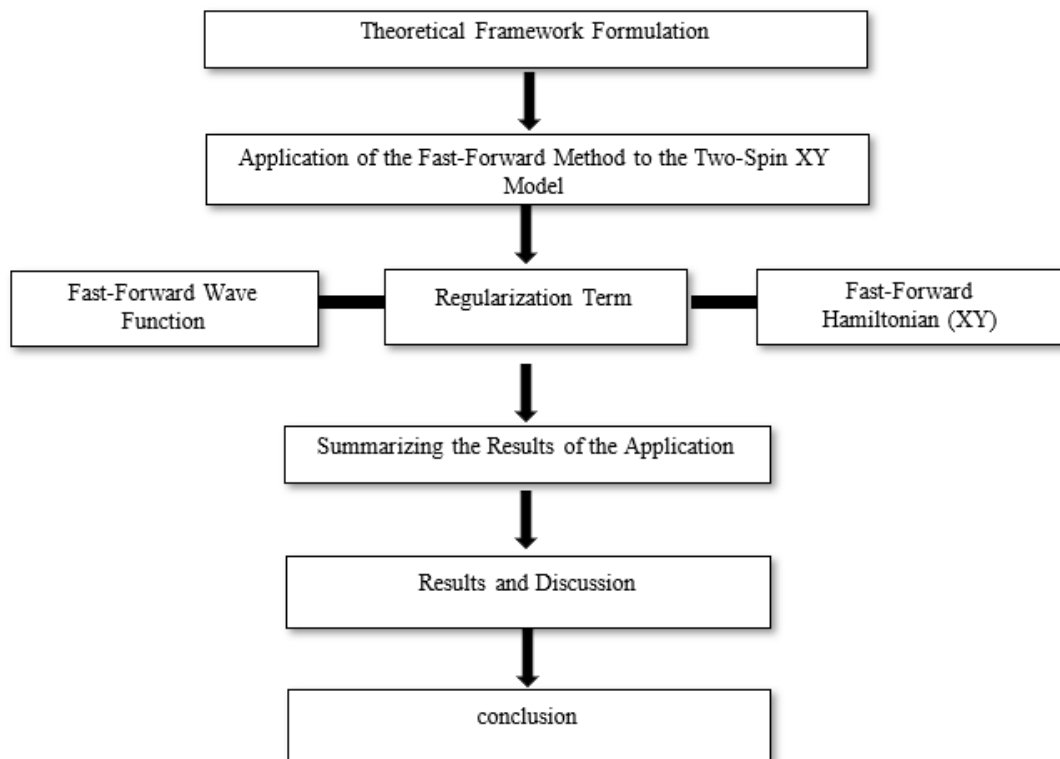 Theoretical Framework Formulation
Application of the Fast-Forward Method to the Two-Spin XY
Model
Fast-Forward Wave
Function
Regularization Term
Fast-Forward
Hamiltonian (XY)
Summarizing the Results of the Application
Results and Discussion
conclusion